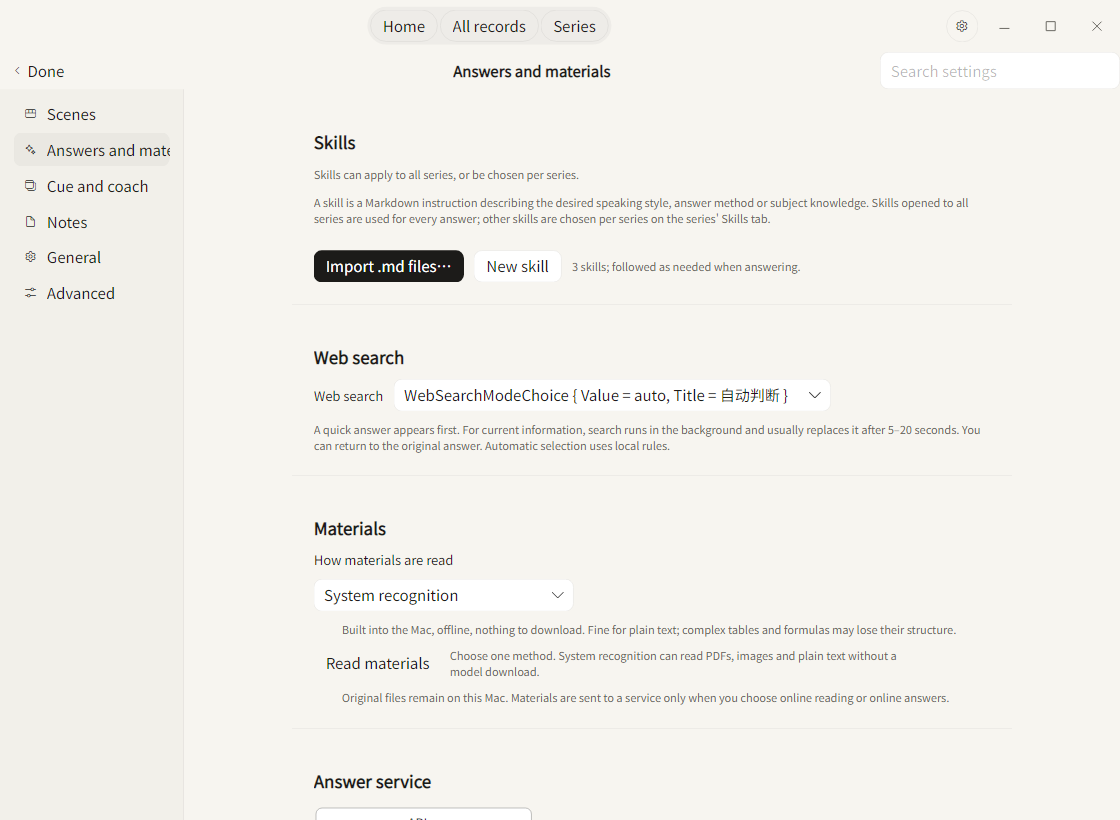 Home
All records
Series
Done
Answers and materials
Search settings
Scenes
Answers and mate
Cue and coach
Notes
General
Advanced
Skills
Skills can apply to all series, or be chosen per series.
A skill is a Markdown instruction describing the desired speaking style, answer method or subject knowledge. Skills opened to all
series are used for every answer; other skills are chosen per series on the series' Skills tab.
Import .md files···
New skill
3 skills; followed as needed when answering.
Web search
Web search
WebSearchModeChoice { Value = auto, Title = 自动判断 }
A quick answer appears first. For current information, search runs in the background and usually replaces it after 5–20 seconds. You
can return to the original answer. Automatic selection uses local rules.
Materials
How materials are read
System recognition
Built into the Mac, offline, nothing to download. Fine for plain text; complex tables and formulas may lose their structure.
Read materials
Choose one method. System recognition can read PDFs, images and plain text without a
model download.
Original files remain on this Mac. Materials are sent to a service only when you choose online reading or online answers.
Answer service